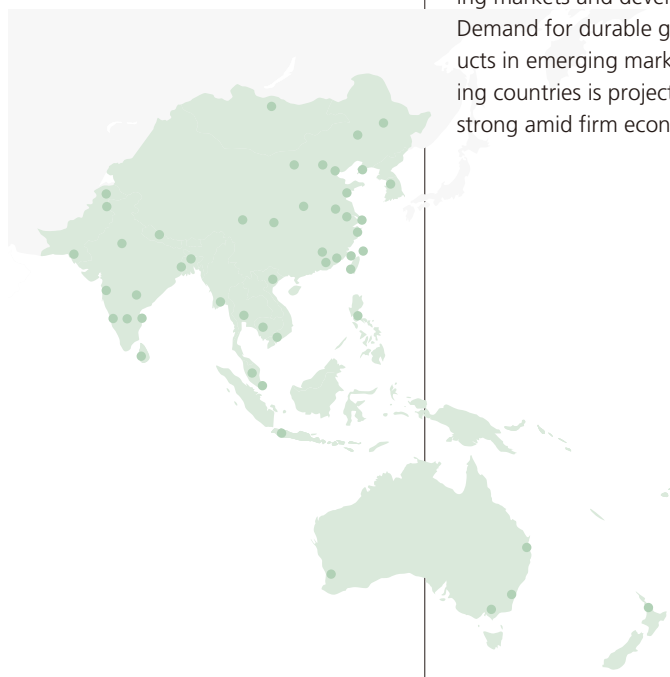 ing markets and devel
Demand for durable g
ucts in emerging mark
ing countries is project
strong amid firm econ